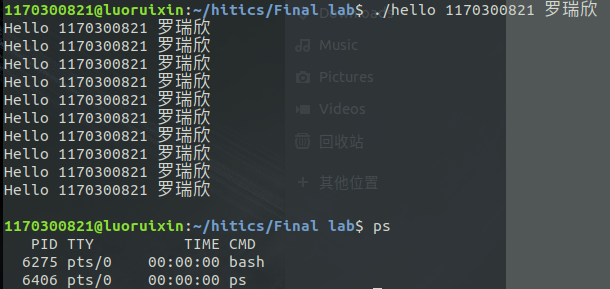 1170300821@luoruixin:~/hitics/Final lab$ ./hello 1170300821 罗瑞欣
Hello 1170300821 罗瑞欣
Hello 1170300821 罗瑞欣
Hello 1170300821 罗瑞欣
Hello 1170300821 罗瑞欣
Hello 1170300821 罗瑞欣
Hello 1170300821 罗瑞欣
Hello 1170300821 罗瑞欣
Hello 1170300821 罗瑞欣
Hello 1170300821 罗瑞欣
Hello 1170300821 罗瑞欣
1170300821@luoruixin:~/hitics/Final lab$ ps
PID TTY TIME CMD
6275 pts/0 00:00:00 bash
6406 pts/0 00:00:00 ps
Downloads
Music
Pictures
Videos
回收站
其他位置